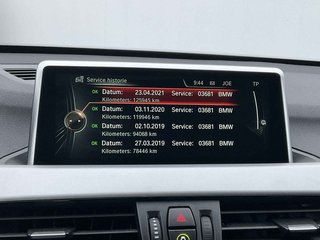 Service historie 9:44 JOE TP
OK Datum: 23.04.2021 Service: 03681 BMW
Kilometers: 125945 km
OK Datum: 03.11.2020 Service: 03681 BMW
Kilometers: 119946 km
OK Datum: 02.10.2019 Service: 03681 BMW
Kilometers: 94068 km
OK Datum: 27.03.2019 Service: 03681 BMW
Kilometers: 78446 km